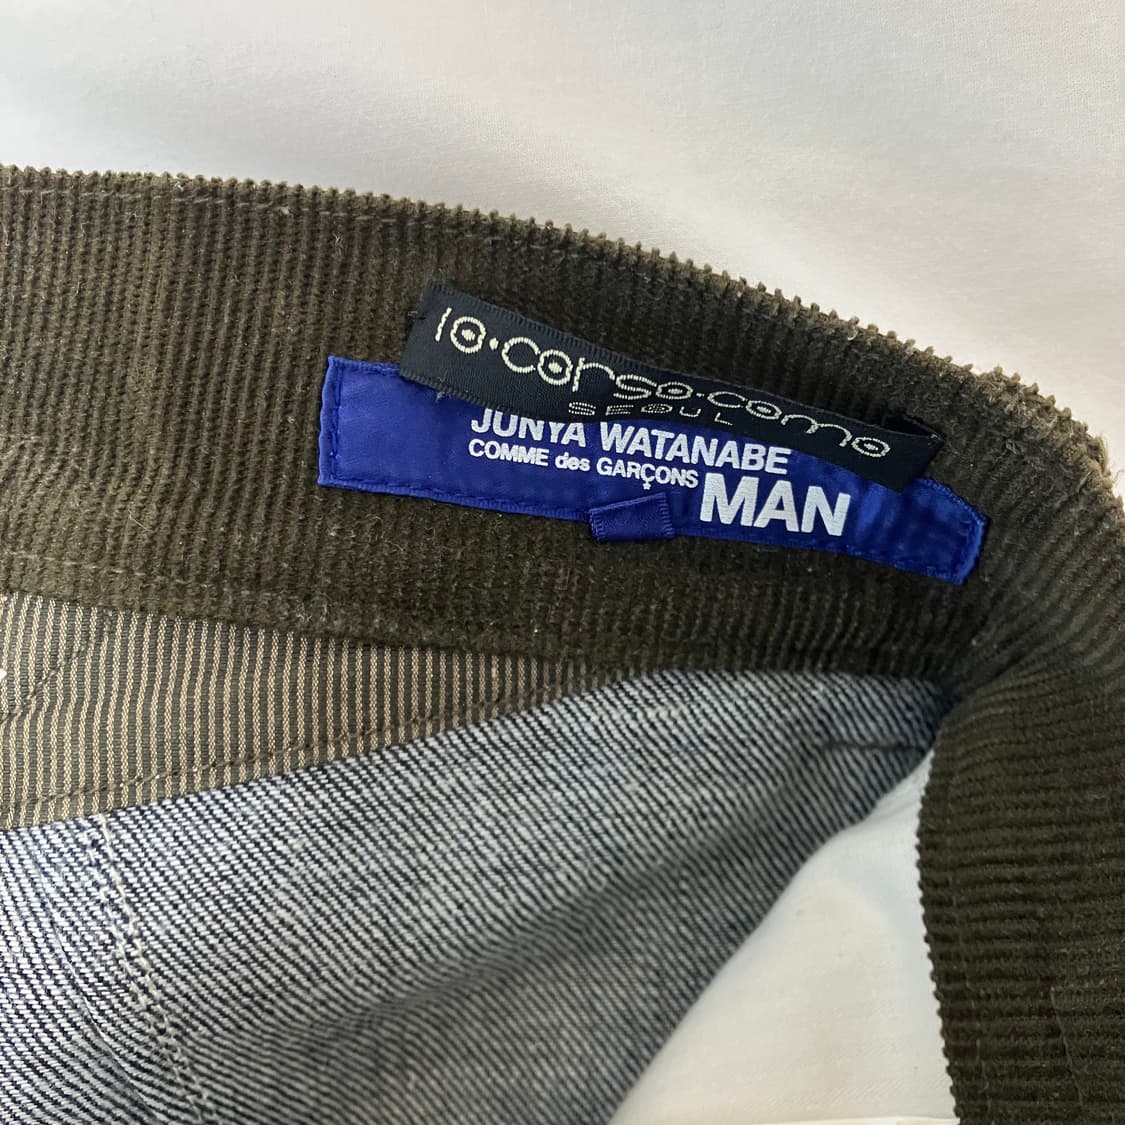 10·corso·como
SEOUL
JUNYA WATANABE
COMME des GARÇONS
MAN